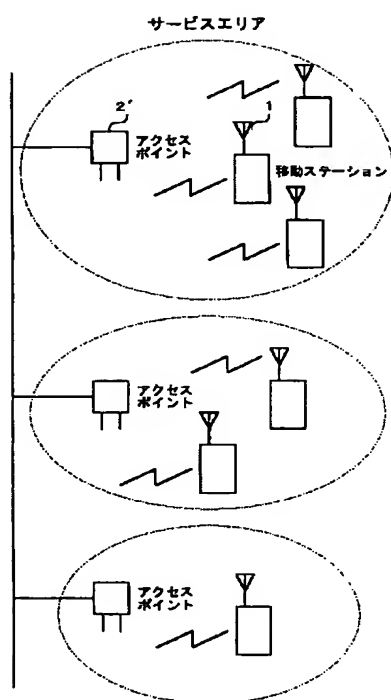 サービスエリア
2'
1
アクセス
ポイント
移動ステーション
アクセス
ポイント
アクセス
ポイント